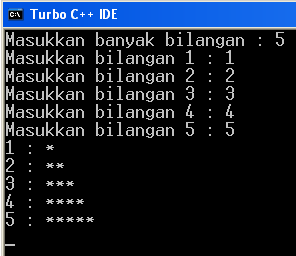 Turbo C++ IDE
Masukkan banyak bilangan : 5
Masukkan bilangan 1 : 1
Masukkan bilangan 2 : 2
Masukkan bilangan 3 : 3
Masukkan bilangan 4 : 4
Masukkan bilangan 5 : 5
1 : *
2 : **
3 : ***
4 : ****
5 : *****
_